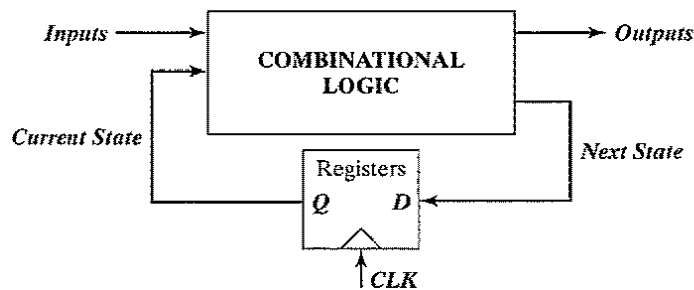 Inputs
COMBINATIONAL
LOGIC
Outputs
Current State
Next State
Registers
Q D
CLK